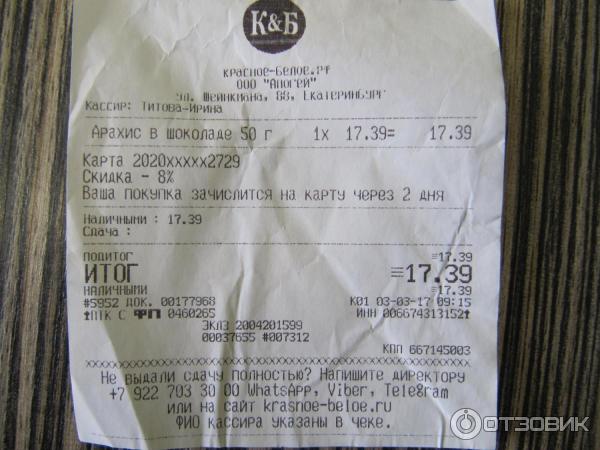 К&Б
красное-белое.рф
ООО "Апогей"
ул. Шейнкмана, 88, Екатеринбург
Кассир: Титова-Ирина
Арахис в шоколаде 50 г 1х 17.39= 17.39
Карта 2020xxxxx2729
Скидка - 8%
Ваша покупка зачислится на карту через 2 дня
Наличными : 17.39
Сдача :
ПОДИТОГ ≡17.39
ИТОГ ≡17.39
НАЛИЧНЫМИ ≡17.39
#5952 ДОК. 00177968 К01 03-03-17 09:15
ПТК С ФП 0460265 ИНН 006674313152
ЭКЛЗ 2004201599
00037655 #007312
КПП 667145003
Не выдали сдачу полностью? Напишите директору
+7 922 703 30 00 WhatsApp, Viber, Telegram
или на сайт krasnoe-beloe.ru
ФИО кассира указаны в чеке.
ОТЗОВИК